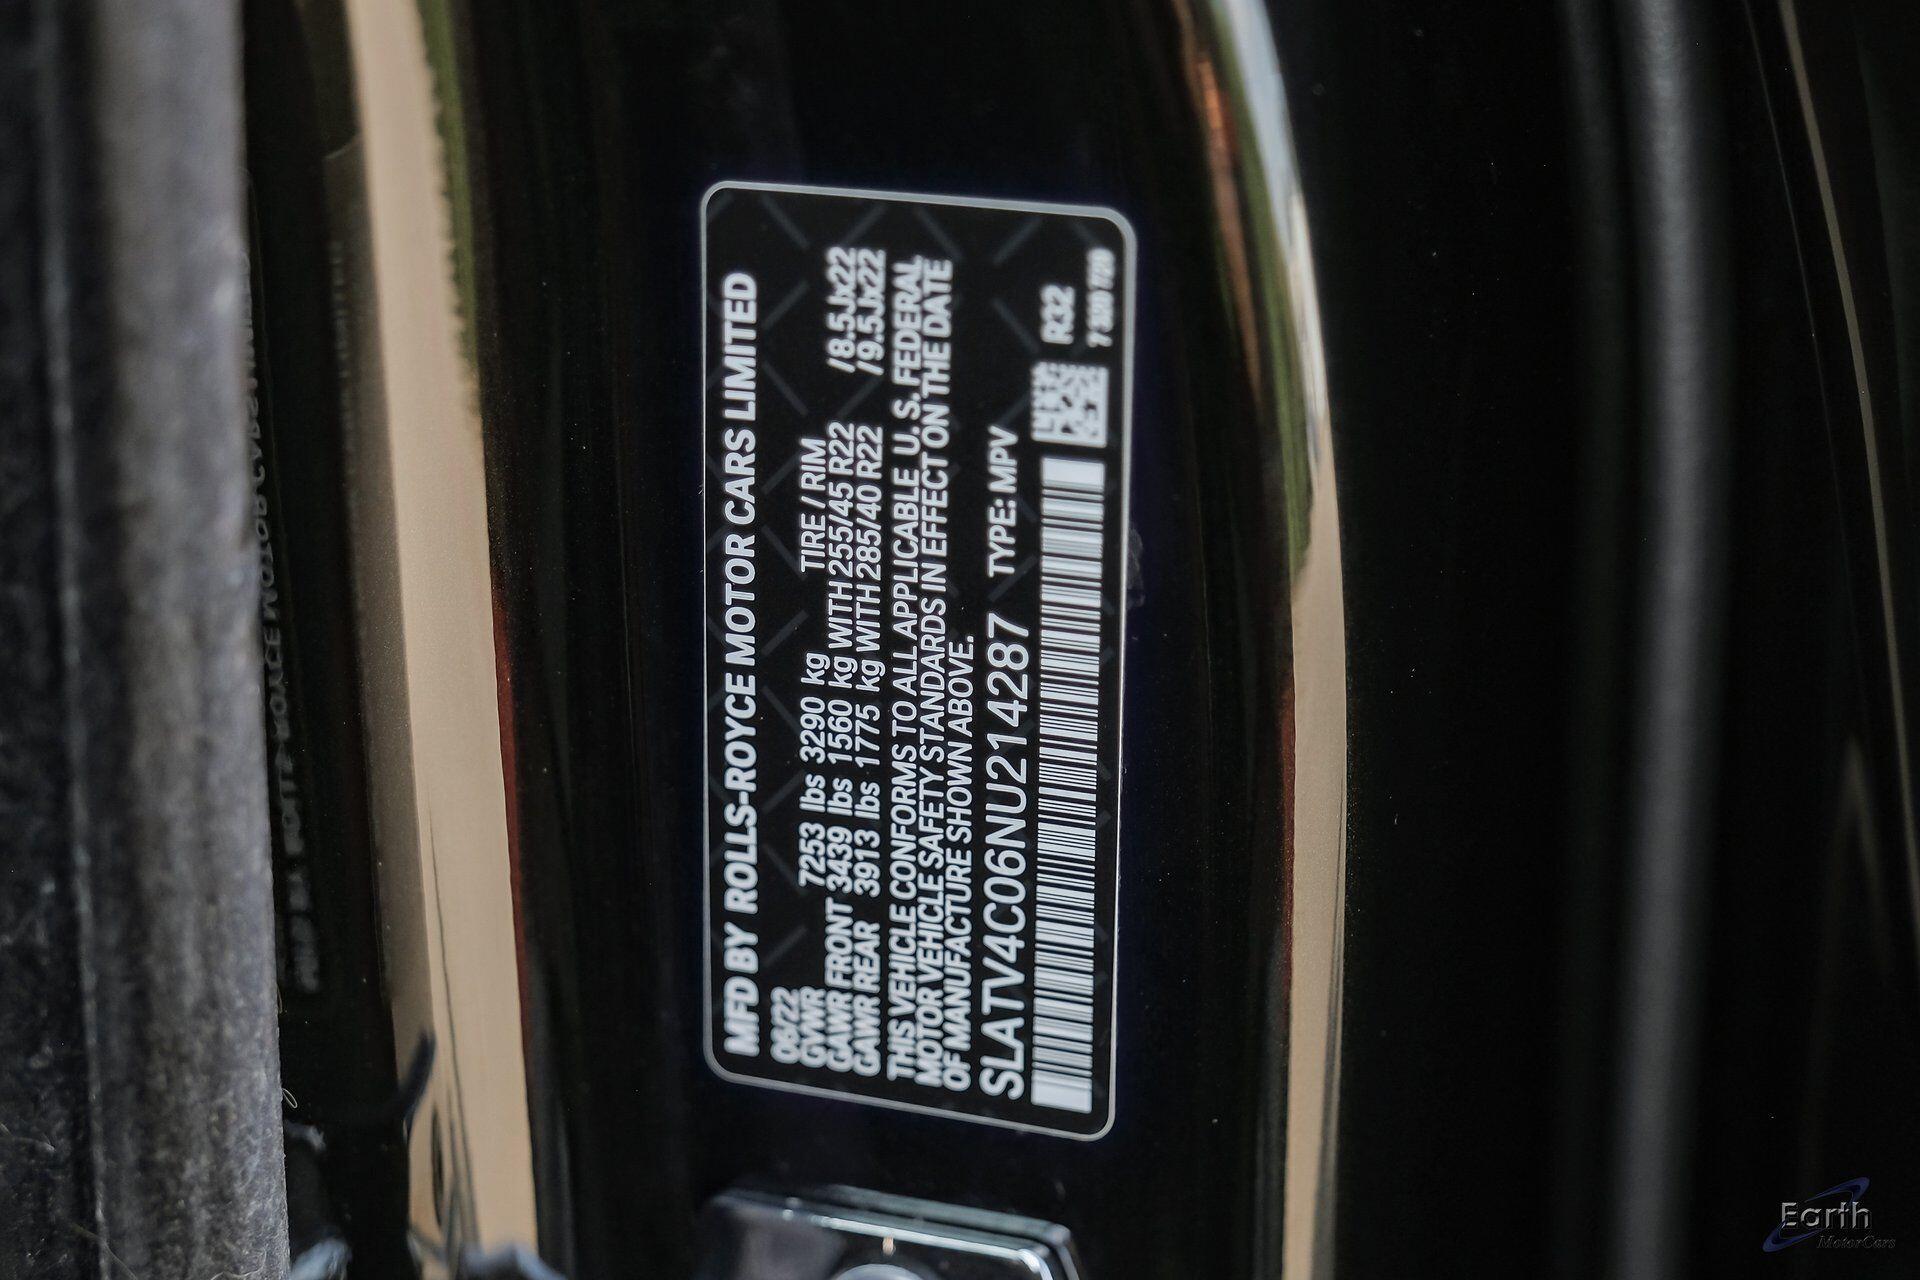 MFD BY ROLLS-ROYCE MOTOR CARS LIMITED
06/22
GVWR 7253 lbs 3290 kg TIRE / RIM
GAWR FRONT 3439 lbs 1560 kg WITH 255/45 R22 /8.5Jx22
GAWR REAR 3913 lbs 1775 kg WITH 285/40 R22 /9.5Jx22
THIS VEHICLE CONFORMS TO ALL APPLICABLE U. S. FEDERAL
MOTOR VEHICLE SAFETY STANDARDS IN EFFECT ON THE DATE
OF MANUFACTURE SHOWN ABOVE.
SLATV4C06NU214287 TYPE: MPV
R32
Earth
MotorCars